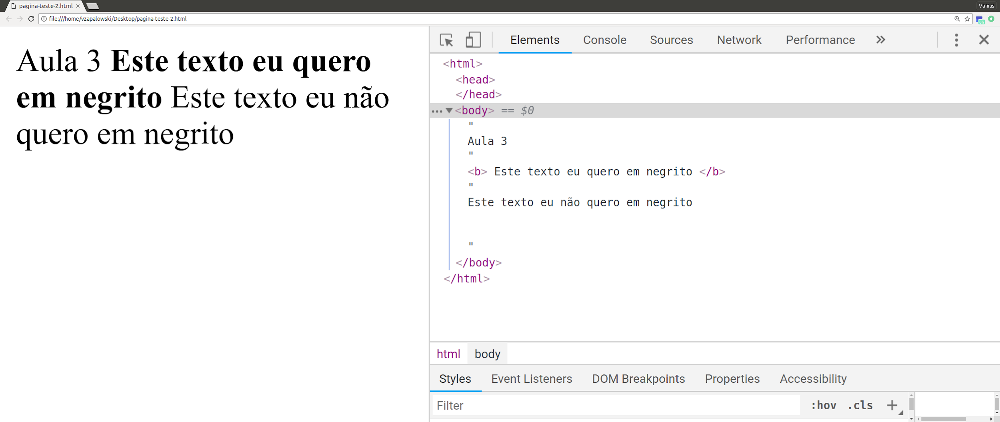 pagina-teste-2.html
Vanius
file:///home/vzapalowski/Desktop/pagina-teste-2.html
6h
Aula 3 Este texto eu quero
em negrito Este texto eu não
quero em negrito
Elements Console Sources Network Performance
<html>
<head>
</head>
<body> == $0
"
Aula 3
"
<b> Este texto eu quero em negrito </b>
"
Este texto eu não quero em negrito
"
</body>
</html>
html body
Styles Event Listeners DOM Breakpoints Properties Accessibility
Filter :hov .cls